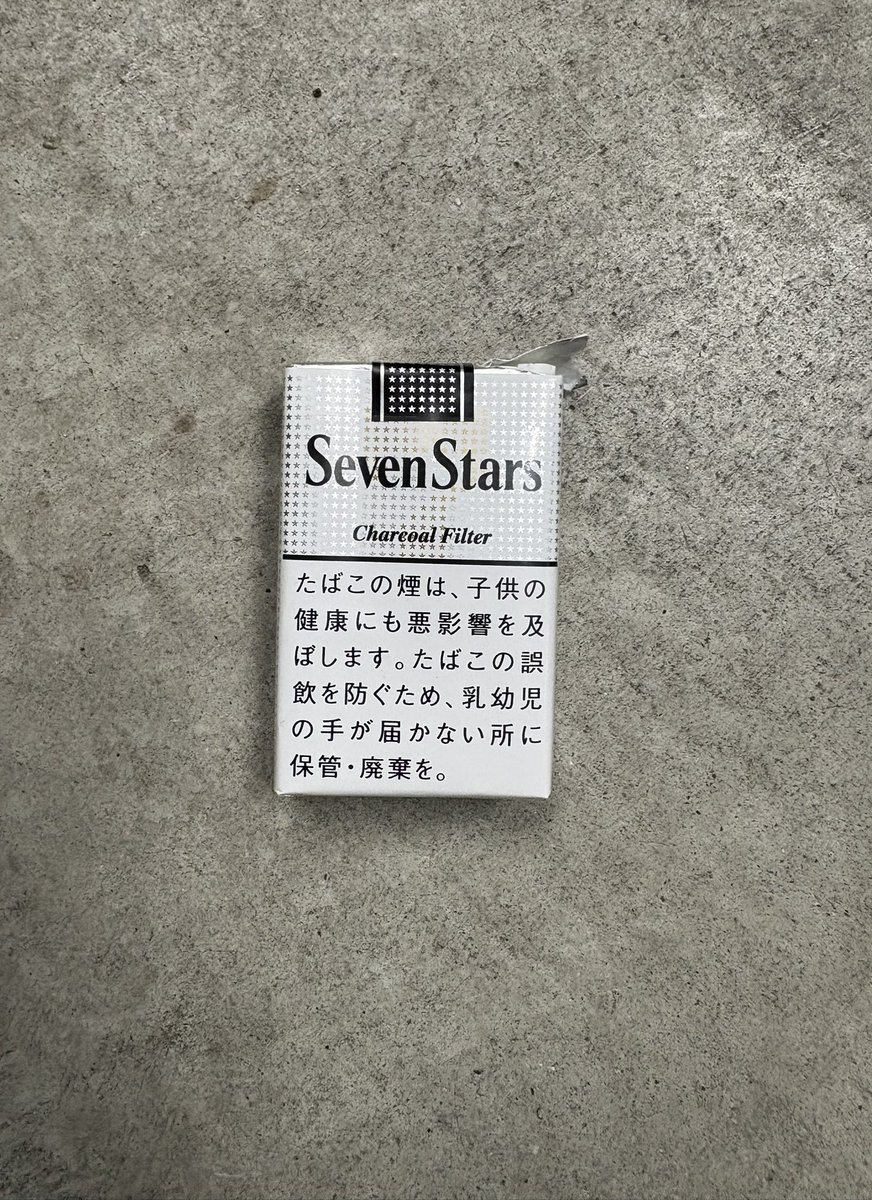 Seven Stars
Charcoal Filter
たばこの煙は、子供の
健康にも悪影響を及
ぼします。たばこの誤
飲を防ぐため、乳幼児
の手が届かない所に
保管・廃棄を。